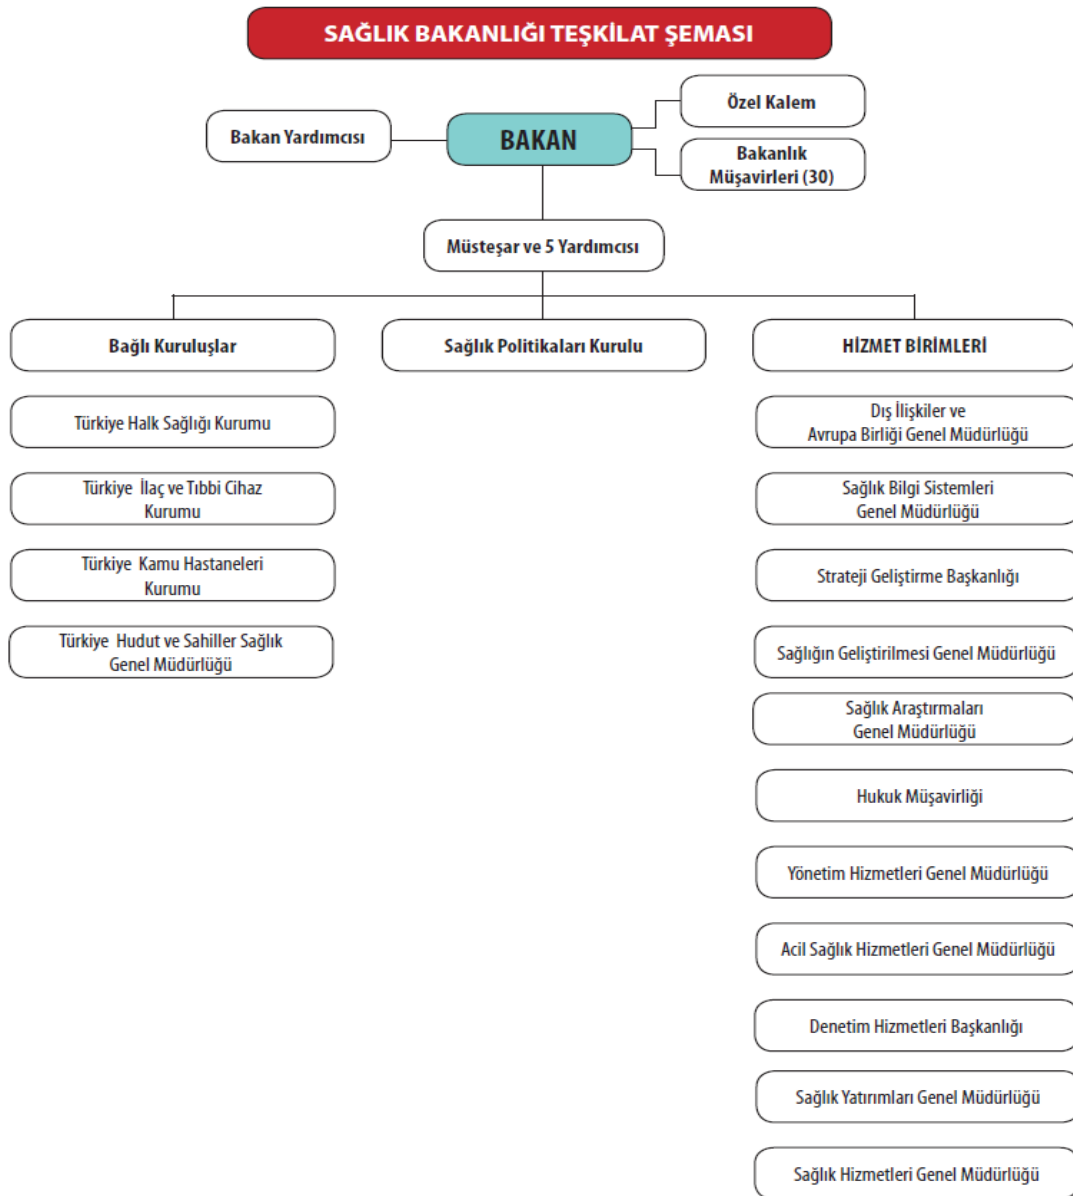 SAĞLIK BAKANLIĞI TEŞKİLAT ŞEMASI
Özel Kalem
Bakan Yardımcısı
BAKAN
Bakanlık
Müşavirleri (30)
Müsteşar ve 5 Yardımcısı
Bağlı Kuruluşlar
Sağlık Politikaları Kurulu
HİZMET BİRİMLERİ
Türkiye Halk Sağlığı Kurumu
Türkiye İlaç ve Tıbbi Cihaz
Kurumu
Türkiye Kamu Hastaneleri
Kurumu
Türkiye Hudut ve Sahiller Sağlık
Genel Müdürlüğü
Dış İlişkiler ve
Avrupa Birliği Genel Müdürlüğü
Sağlık Bilgi Sistemleri
Genel Müdürlüğü
Strateji Geliştirme Başkanlığı
Sağlığın Geliştirilmesi Genel Müdürlüğü
Sağlık Araştırmaları
Genel Müdürlüğü
Hukuk Müşavirliği
Yönetim Hizmetleri Genel Müdürlüğü
Acil Sağlık Hizmetleri Genel Müdürlüğü
Denetim Hizmetleri Başkanlığı
Sağlık Yatırımları Genel Müdürlüğü
Sağlık Hizmetleri Genel Müdürlüğü